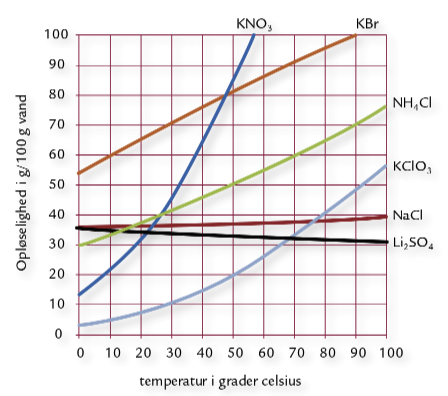 KNO₃ KBr
100
90
80
70
60
50
40
30
20
10
0
Opløselighed i g/100 g vand
NH₄Cl
KClO₃
NaCl
Li₂SO₄
0 10 20 30 40 50 60 70 80 90 100
temperatur i grader celsius